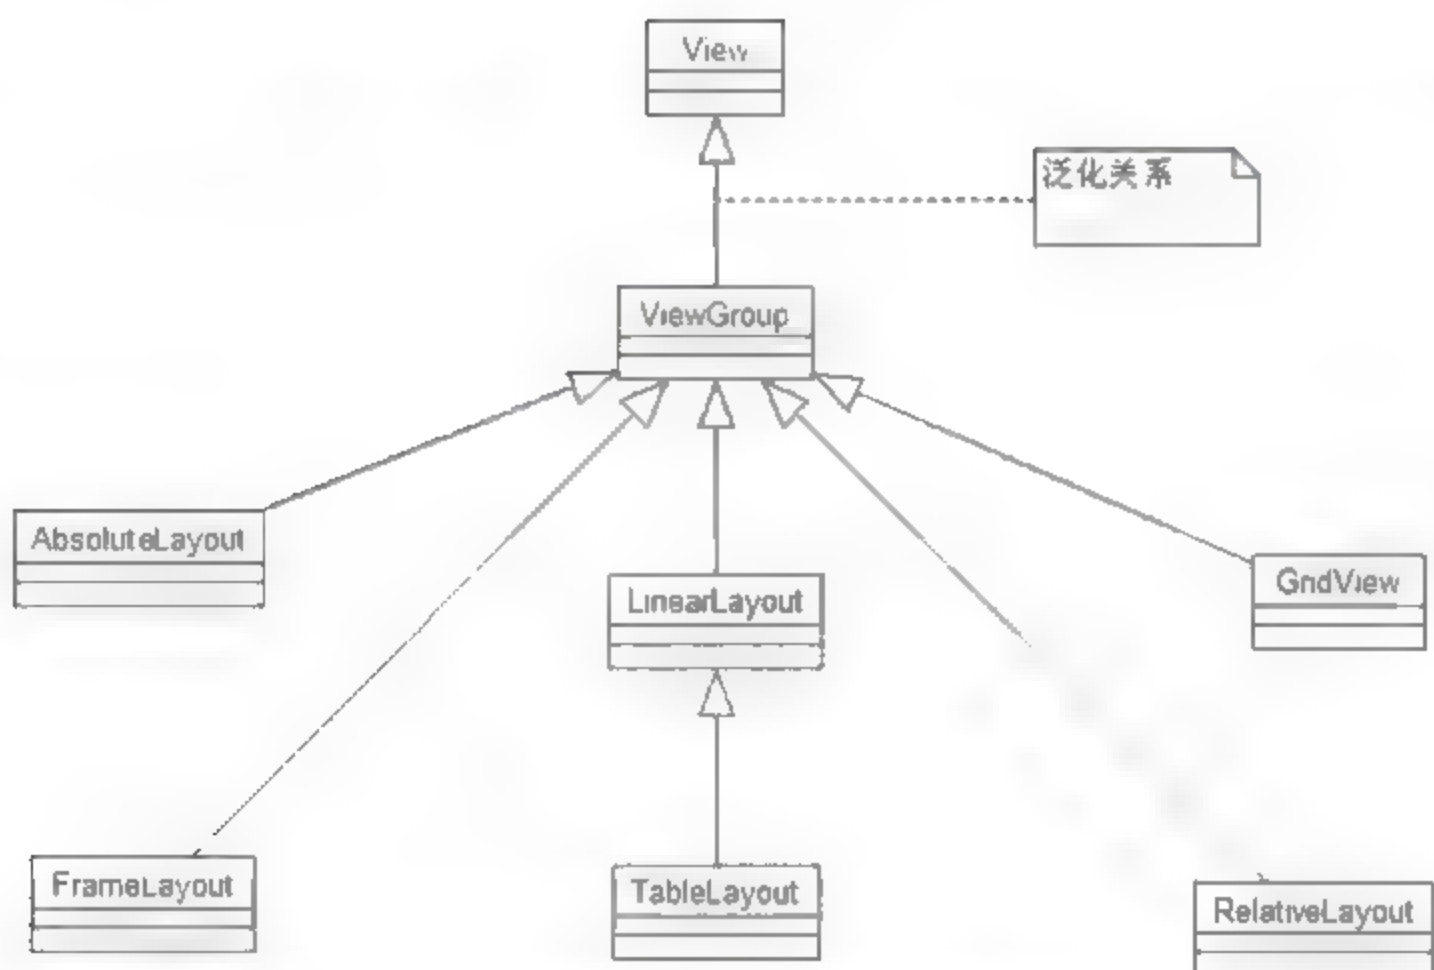 View
泛化关系
ViewGroup
AbsoluteLayout
LinearLayout
GridView
FrameLayout
TableLayout
RelativeLayout